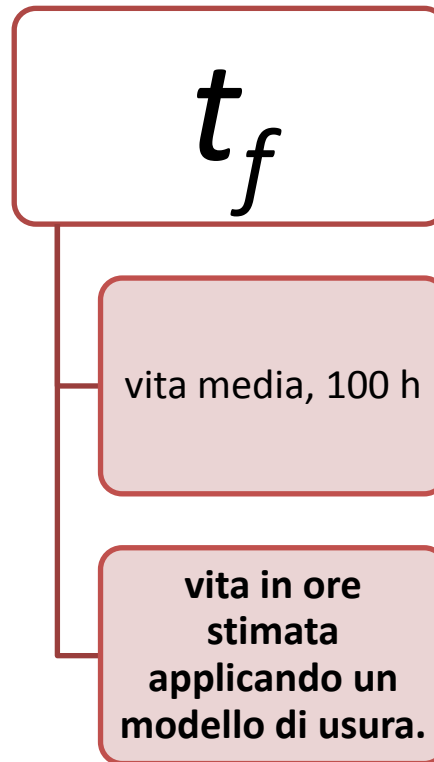 t_f
vita media, 100 h
vita in ore
stimata
applicando un
modello di usura.